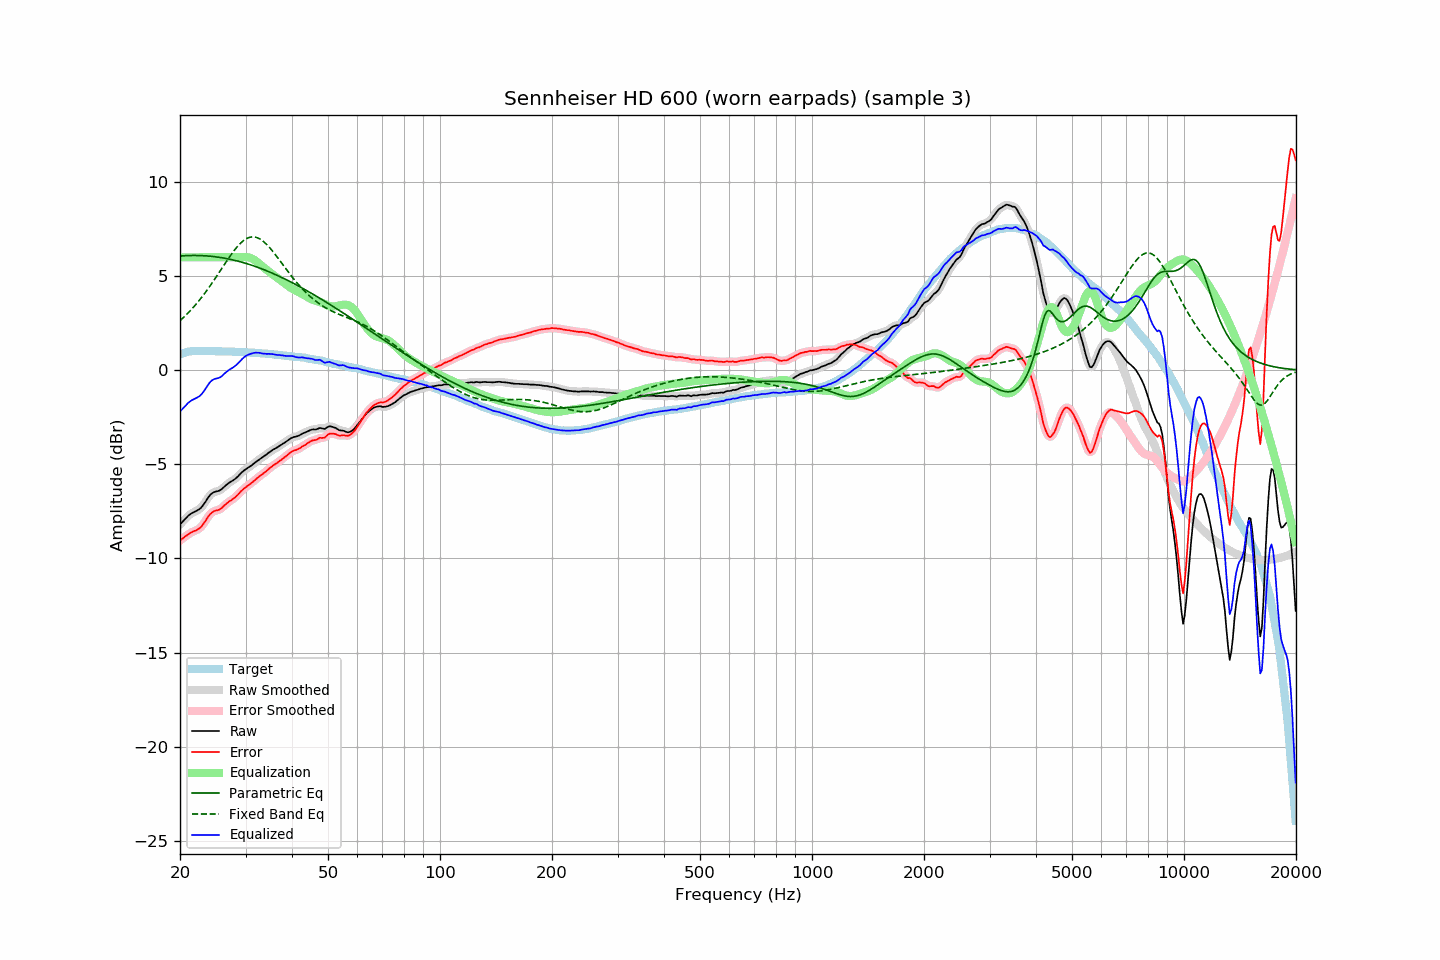 Sennheiser HD 600 (worn earpads) (sample 3)
10
5
0
−5
−10
−15
−20
−25
Amplitude (dBr)
Target
Raw Smoothed
Error Smoothed
Raw
Error
Equalization
Parametric Eq
Fixed Band Eq
Equalized
20 50 100 200 500 1000 2000 5000 10000 20000
Frequency (Hz)